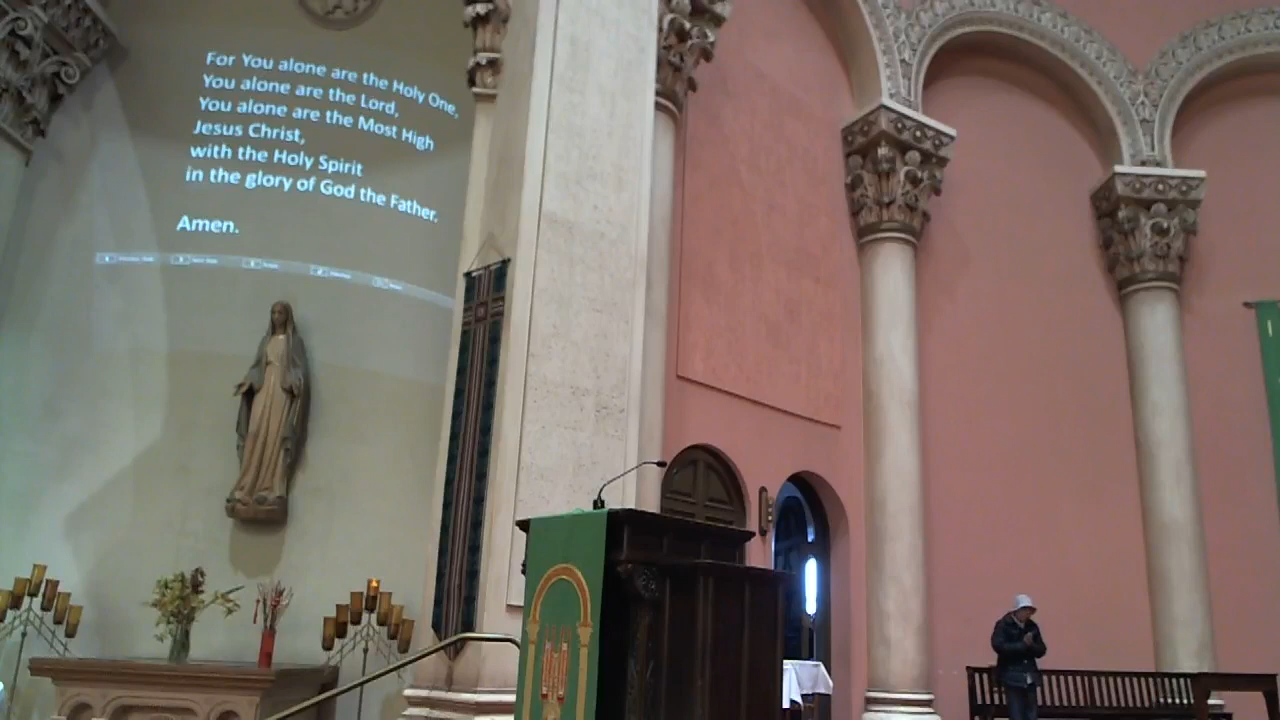 For You alone are the Holy One,
You alone are the Lord,
You alone are the Most High
Jesus Christ,
with the Holy Spirit
in the glory of God the Father.
Amen.